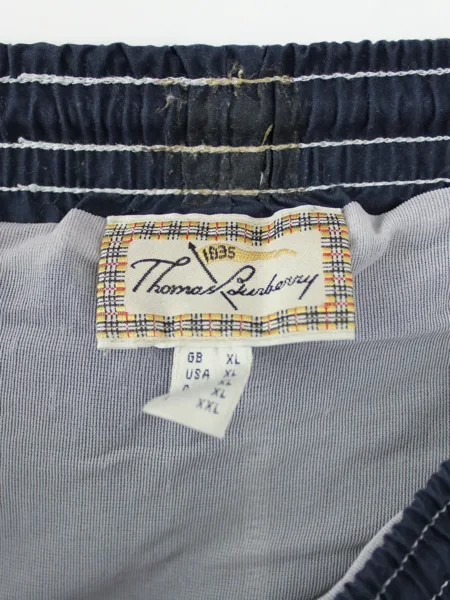 1835
Thomas Burberry
GB XL
USA XL
XL
XXL